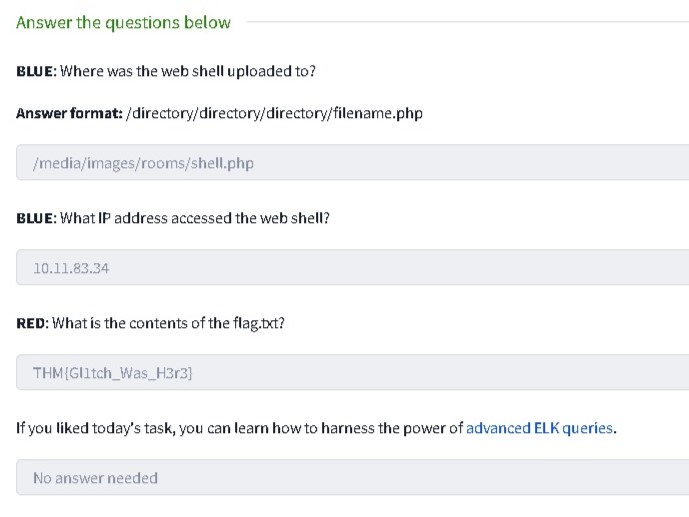 Answer the questions below
BLUE: Where was the web shell uploaded to?
Answer format: /directory/directory/directory/filename.php
/media/images/rooms/shell.php
BLUE: What IP address accessed the web shell?
10.11.83.34
RED: What is the contents of the flag.txt?
THM{Gl1tch_Was_H3r3}
If you liked today's task, you can learn how to harness the power of advanced ELK queries.
No answer needed